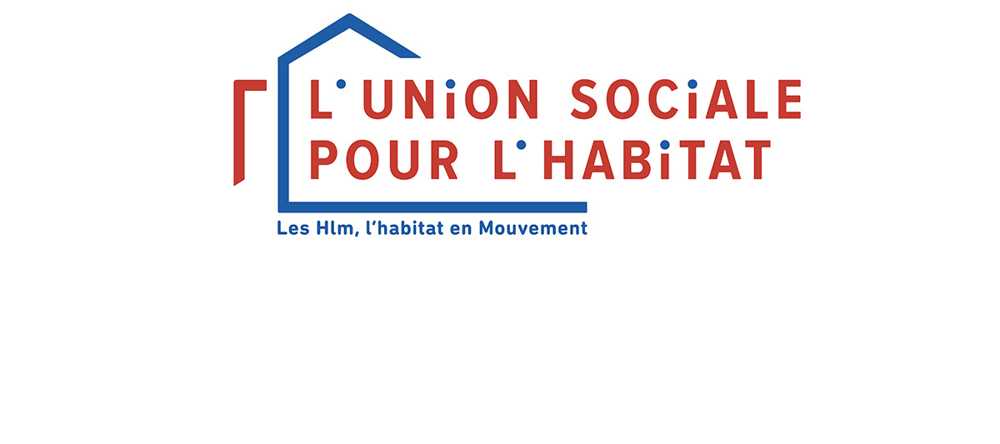 L'UNiON SOCiALE
POUR L'HABiTAT
Les Hlm, l'habitat en Mouvement